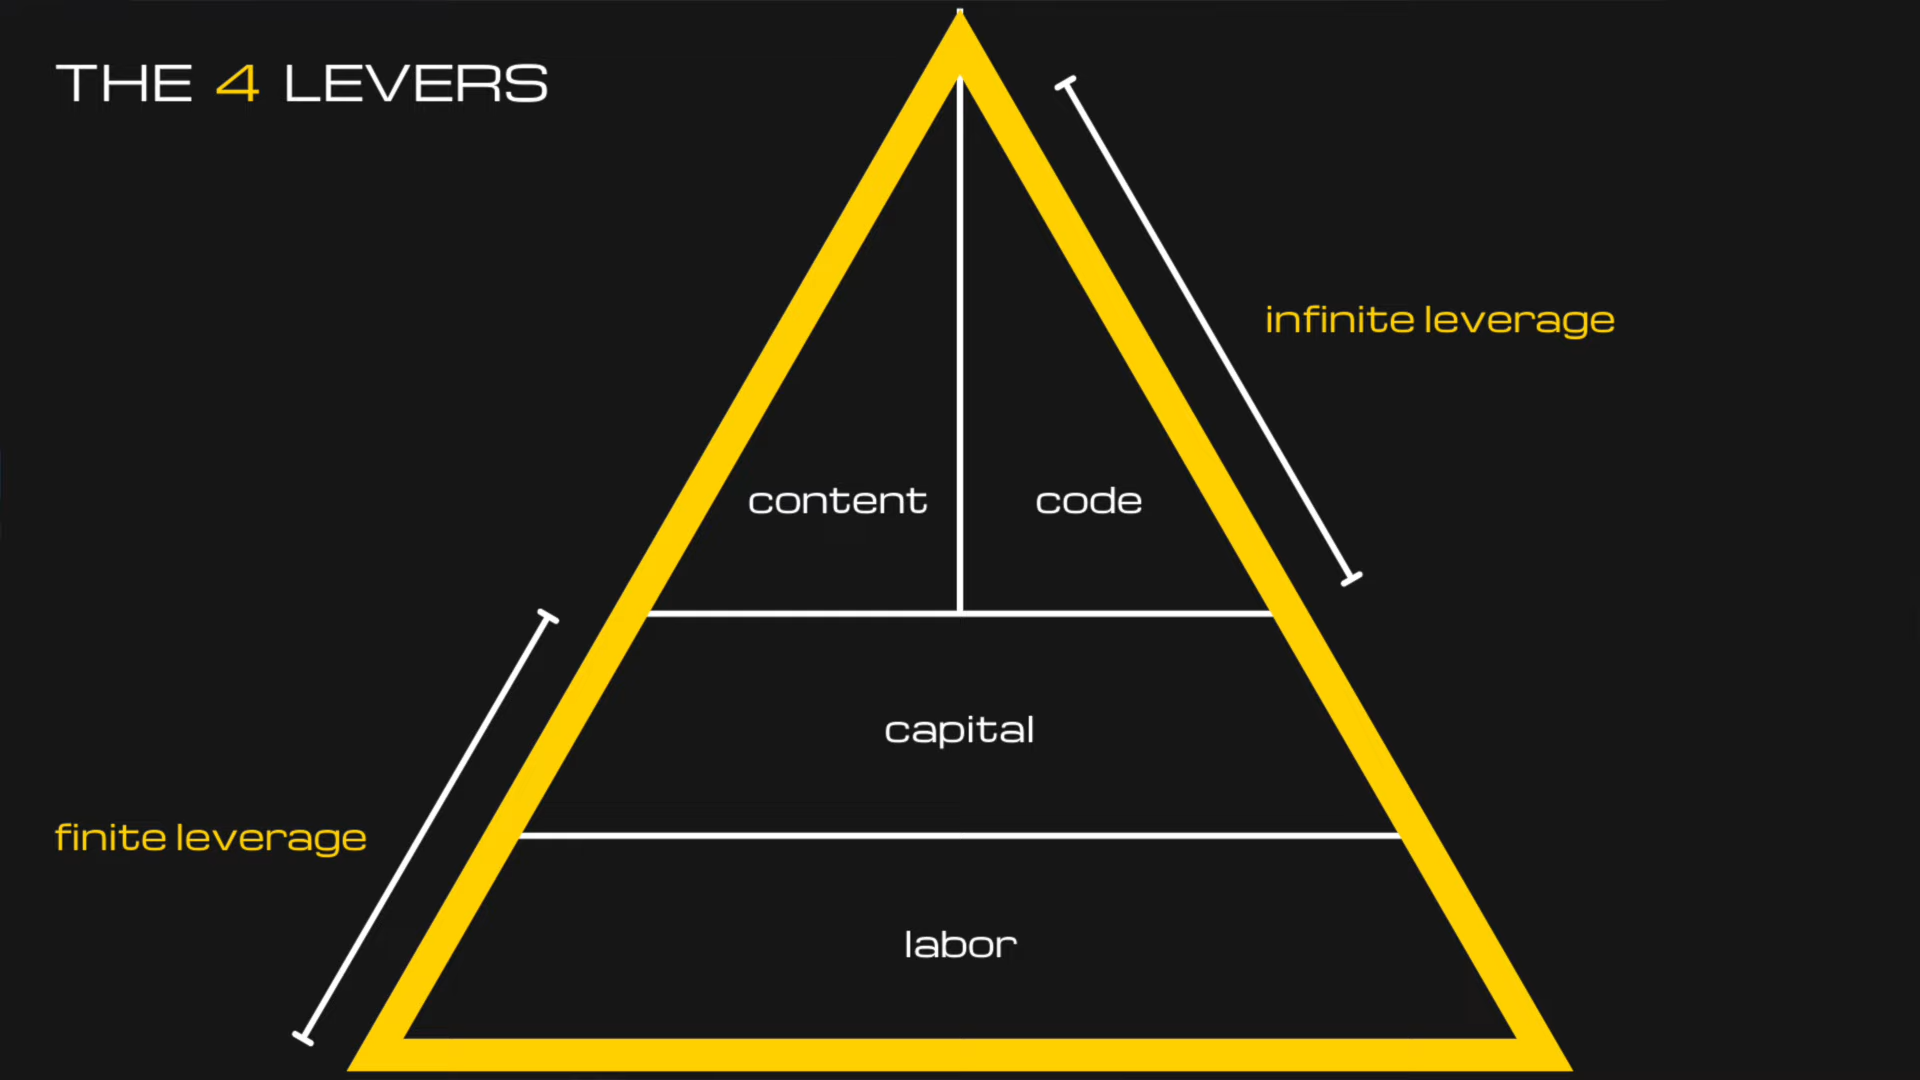 THE 4 LEVERS
infinite leverage
content
code
capital
finite leverage
labor